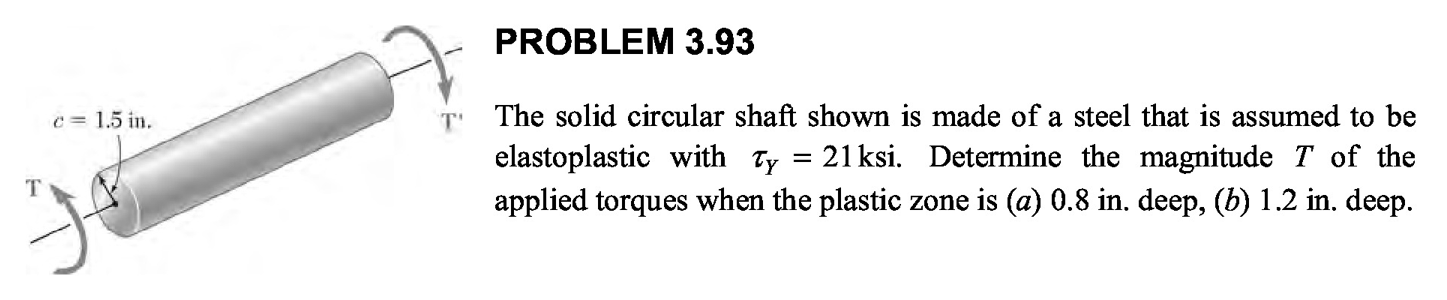 PROBLEM 3.93
The solid circular shaft shown is made of a steel that is assumed to be
elastoplastic with τ_Y = 21 ksi. Determine the magnitude T of the
applied torques when the plastic zone is (a) 0.8 in. deep, (b) 1.2 in. deep.
c = 1.5 in.
T'
T